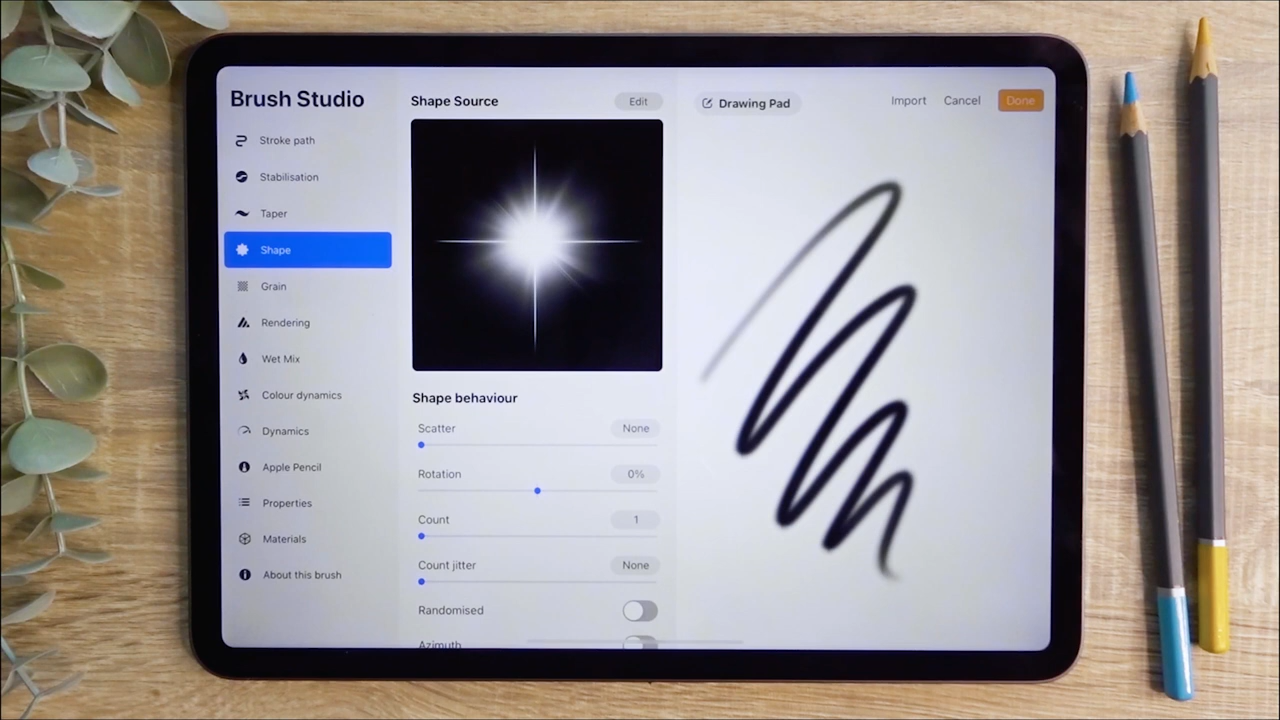 Brush Studio
Stroke path
Stabilisation
Taper
Shape
Grain
Rendering
Wet Mix
Colour dynamics
Dynamics
Apple Pencil
Properties
Materials
About this brush
Shape Source
Edit
Shape behaviour
Scatter
None
Rotation
0%
Count
1
Count jitter
None
Randomised
Azimuth
Drawing Pad
Import
Cancel
Done